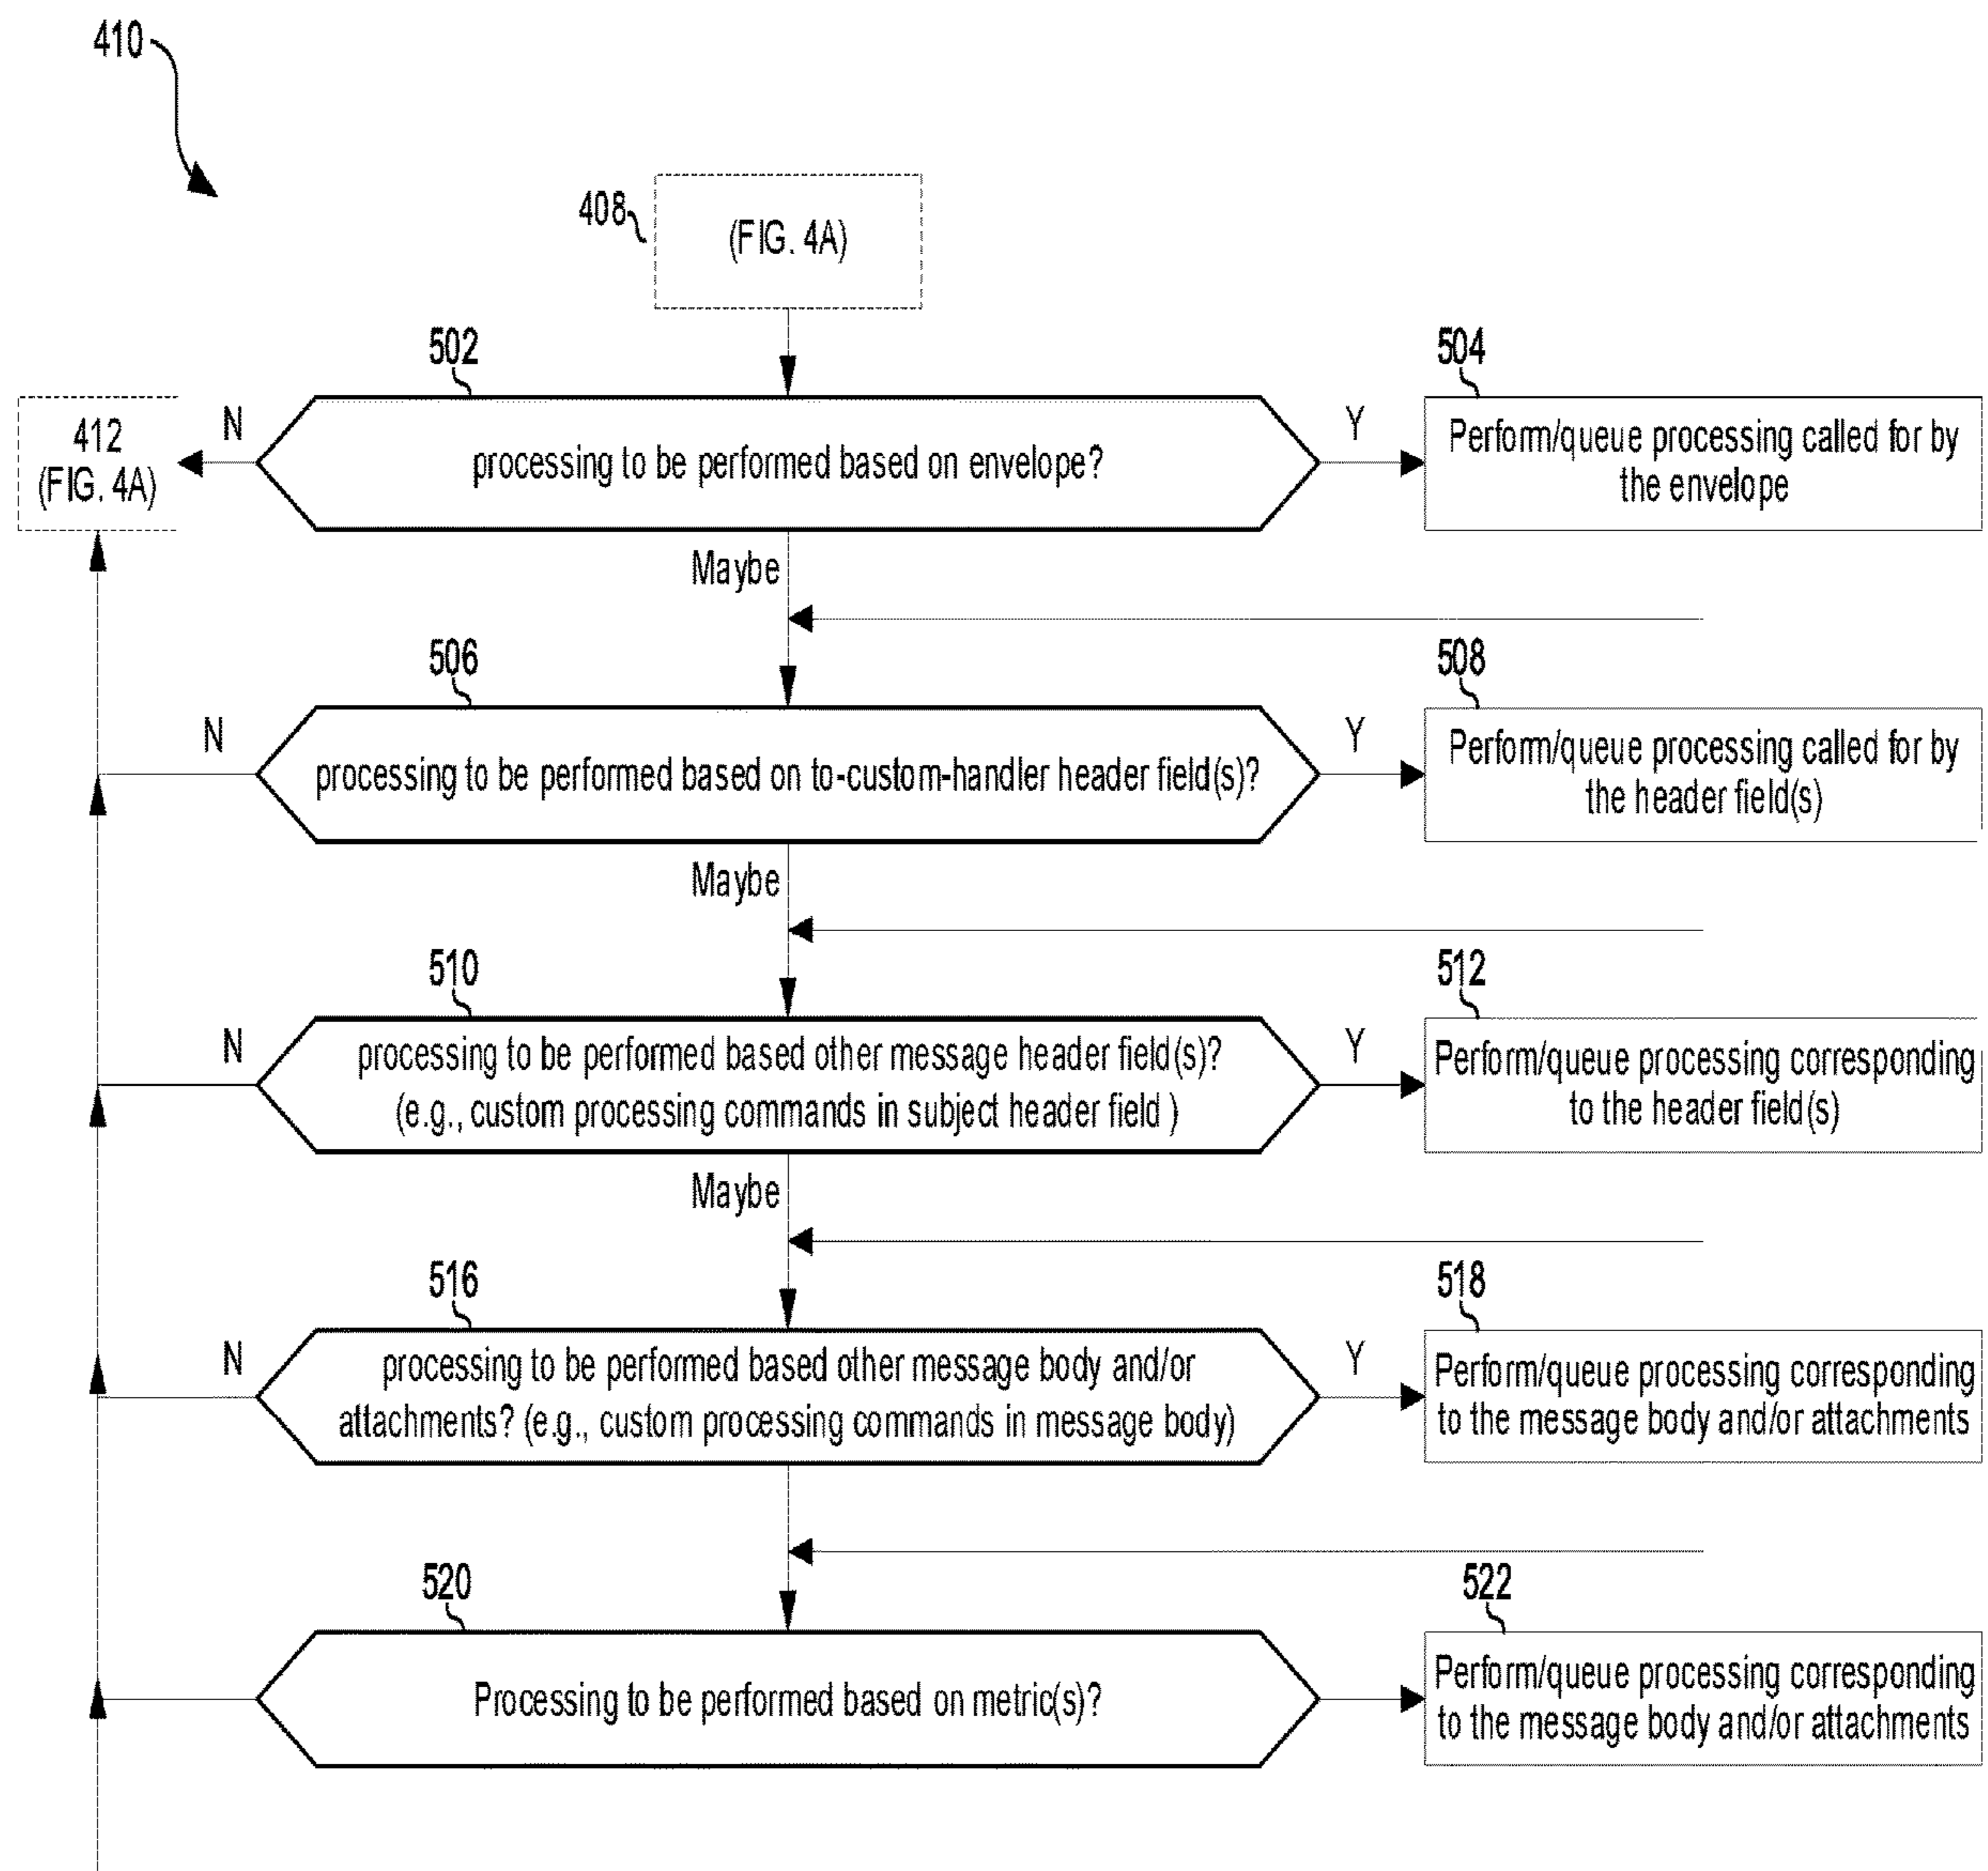 410
408
(FIG. 4A)
502
504
412
(FIG. 4A)
N
processing to be performed based on envelope?
Y
Perform/queue processing called for by
the envelope
Maybe
506
508
N
processing to be performed based on to-custom-handler header field(s)?
Y
Perform/queue processing called for by
the header field(s)
Maybe
510
512
N
processing to be performed based other message header field(s)?
(e.g., custom processing commands in subject header field )
Y
Perform/queue processing corresponding
to the header field(s)
Maybe
516
518
N
processing to be performed based other message body and/or
attachments? (e.g., custom processing commands in message body)
Y
Perform/queue processing corresponding
to the message body and/or attachments
520
522
Processing to be performed based on metric(s)?
Perform/queue processing corresponding
to the message body and/or attachments